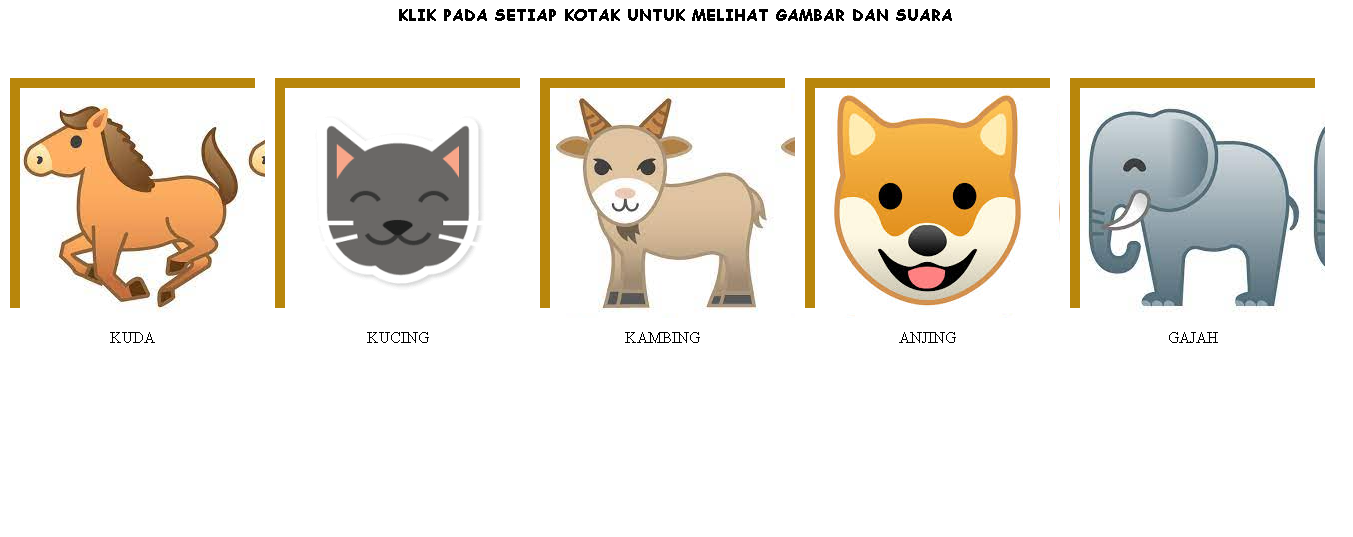 KLIK PADA SETIAP KOTAK UNTUK MELIHAT GAMBAR DAN SUARA
KUDA
KUCING
KAMBING
ANJING
GAJAH